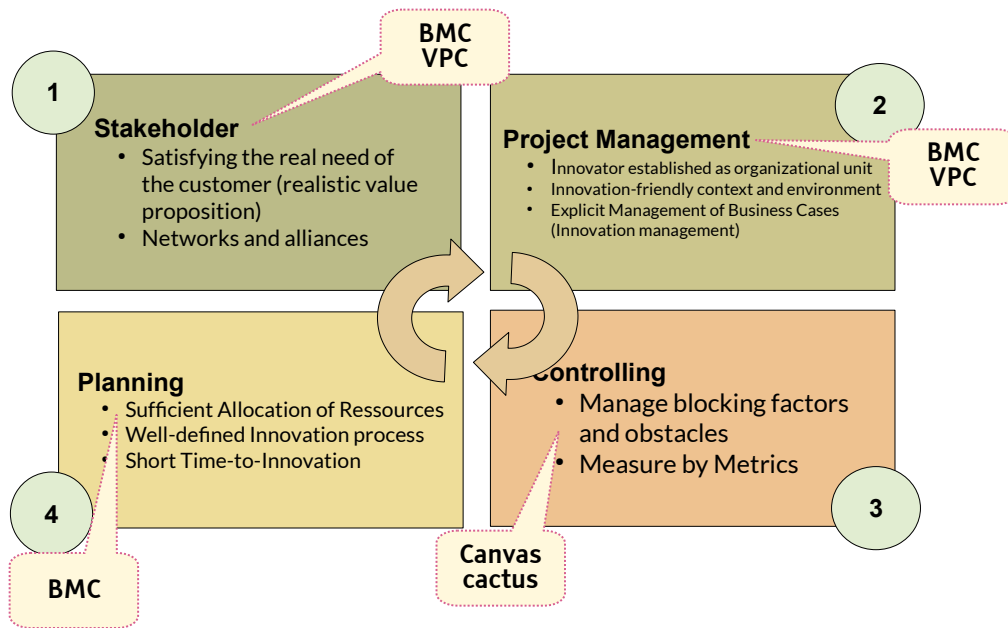 BMC
VPC
1
Stakeholder
• Satisfying the real need of
the customer (realistic value
proposition)
• Networks and alliances
2
Project Management
• Innovator established as organizational unit
• Innovation-friendly context and environment
• Explicit Management of Business Cases
(Innovation management)
BMC
VPC
Planning
• Sufficient Allocation of Ressources
• Well-defined Innovation process
• Short Time-to-Innovation
4
BMC
Controlling
• Manage blocking factors
and obstacles
• Measure by Metrics
3
Canvas
cactus